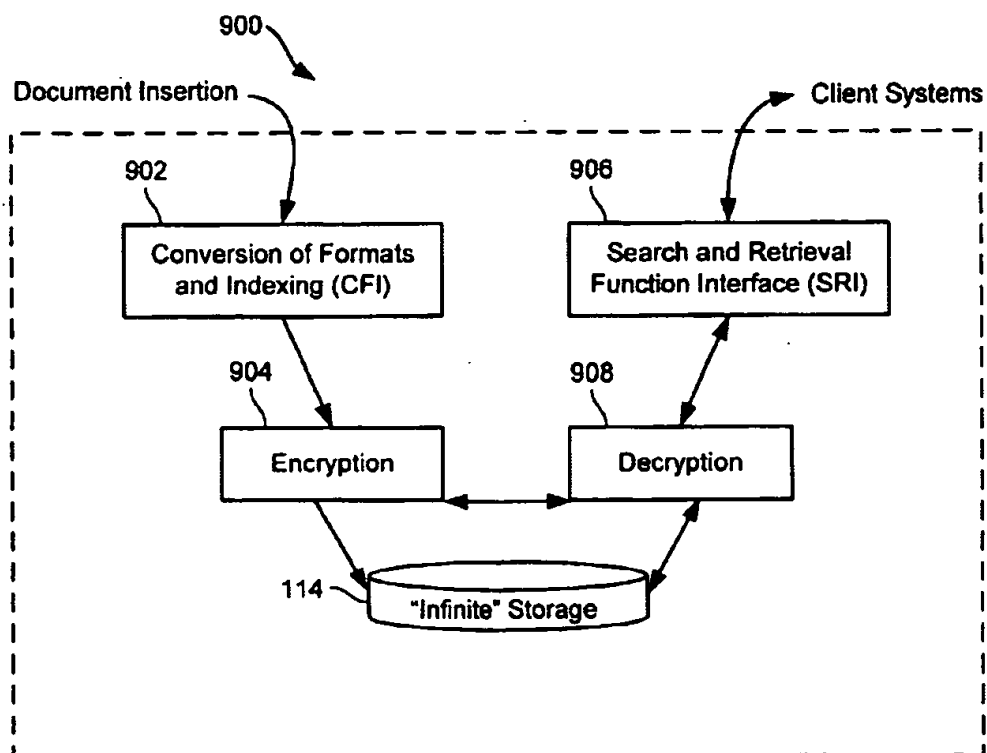 900
Document Insertion
Client Systems
902
906
Conversion of Formats
and Indexing (CFI)
Search and Retrieval
Function Interface (SRI)
904
908
Encryption
Decryption
114
"Infinite" Storage